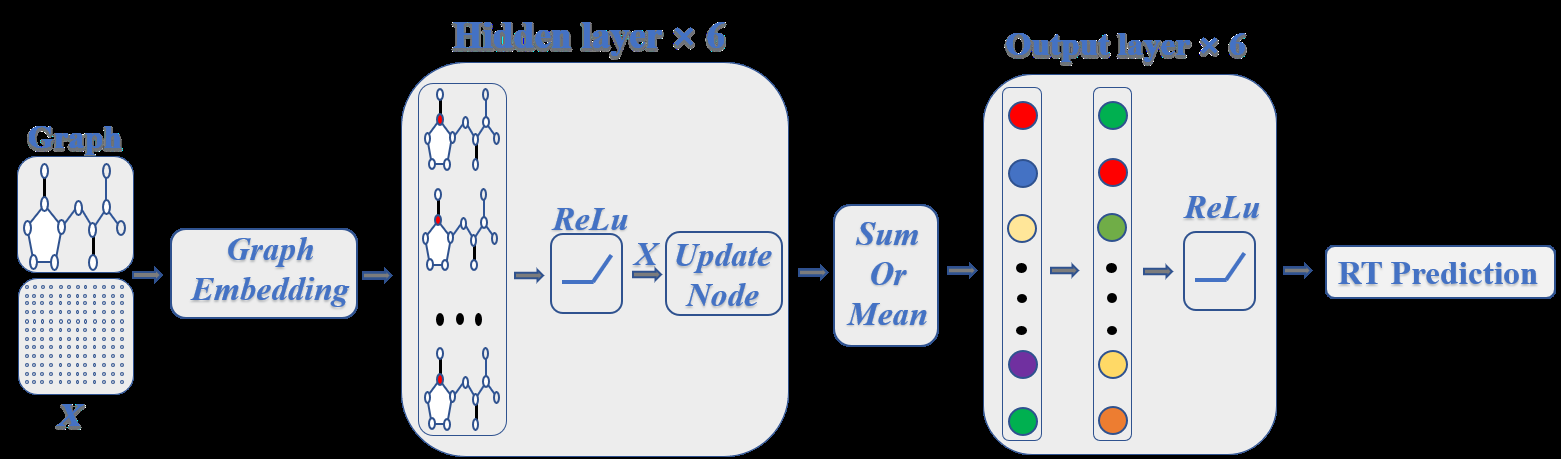 Graph
X
Graph
Embedding
Hidden layer × 6
ReLu
X
Update
Node
Sum
Or
Mean
Output layer × 6
ReLu
RT Prediction